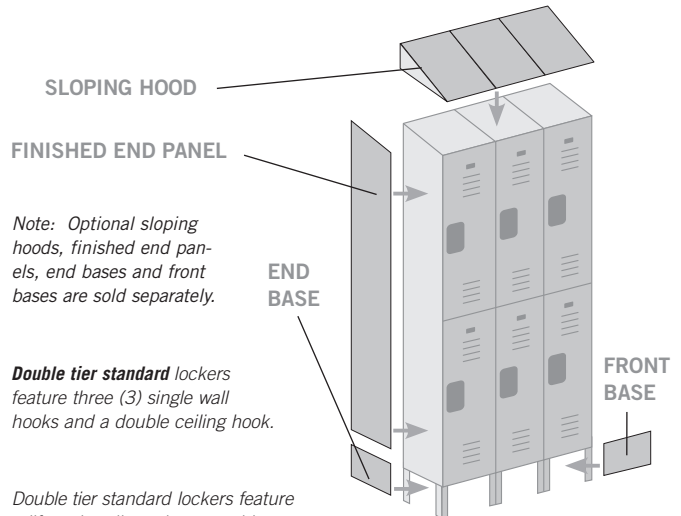 SLOPING HOOD
FINISHED END PANEL
Note: Optional sloping
hoods, finished end pan-
els, end bases and front
bases are sold separately.
END
BASE
Double tier standard lockers
feature three (3) single wall
hooks and a double ceiling hook.
FRONT
BASE
Double tier standard lockers feature